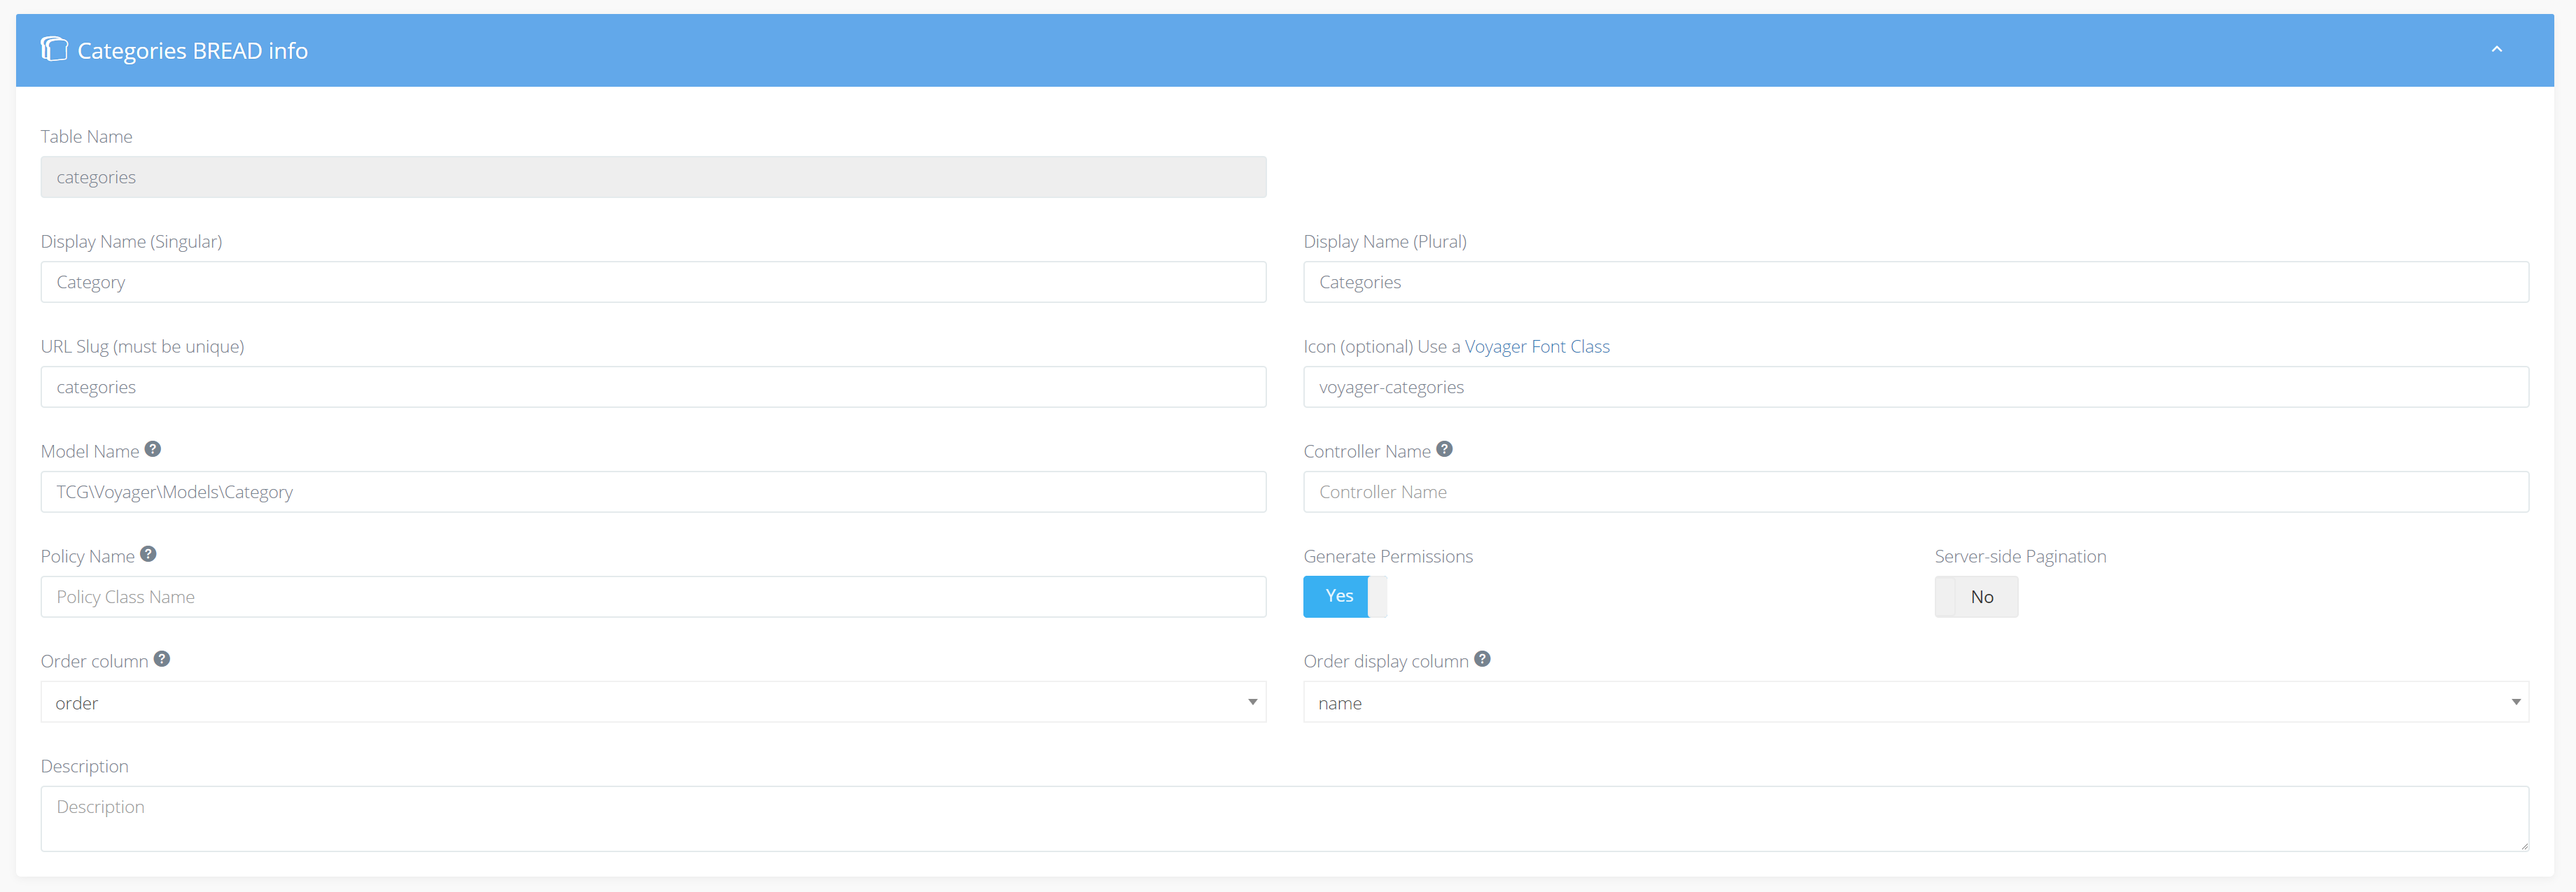 Categories BREAD info
Table Name
categories
Display Name (Singular)
Display Name (Plural)
Category
Categories
URL Slug (must be unique)
Icon (optional) Use a Voyager Font Class
categories
voyager-categories
Model Name ?
Controller Name ?
TCG\Voyager\Models\Category
Controller Name
Policy Name ?
Generate Permissions
Server-side Pagination
Policy Class Name
Yes
No
Order column ?
Order display column ?
order
name
Description
Description